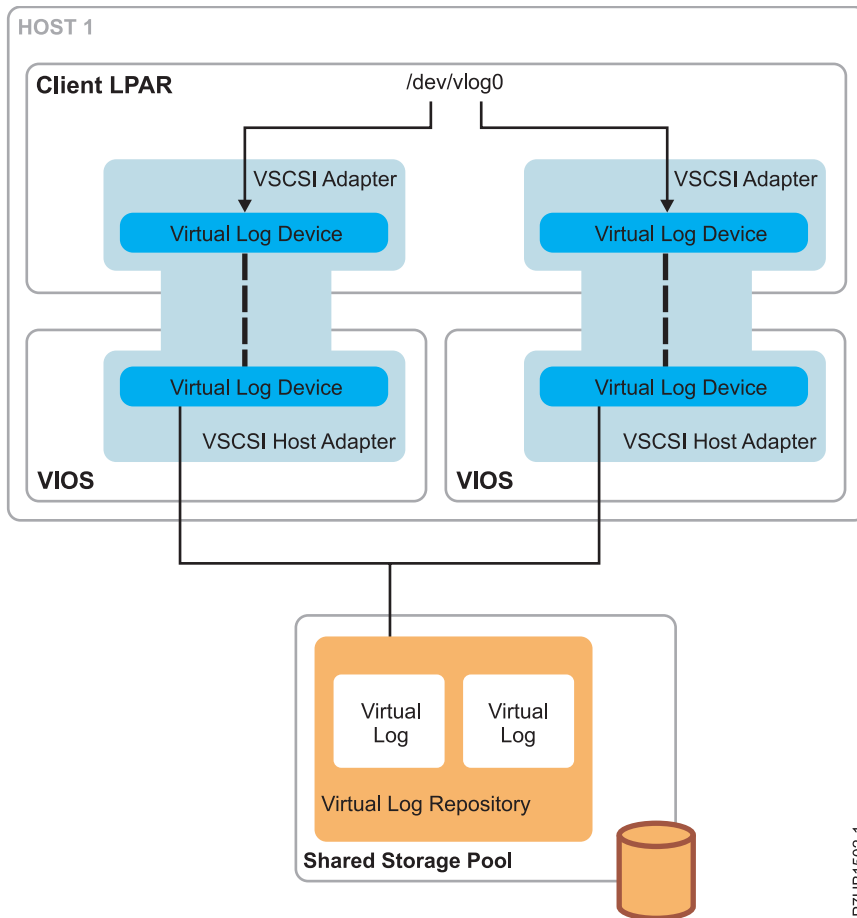 HOST 1
Client LPAR
/dev/vlog0
VSCSI Adapter
VSCSI Adapter
Virtual Log Device
Virtual Log Device
Virtual Log Device
Virtual Log Device
VSCSI Host Adapter
VSCSI Host Adapter
VIOS
VIOS
Virtual
Log
Virtual
Log
Virtual Log Repository
Shared Storage Pool